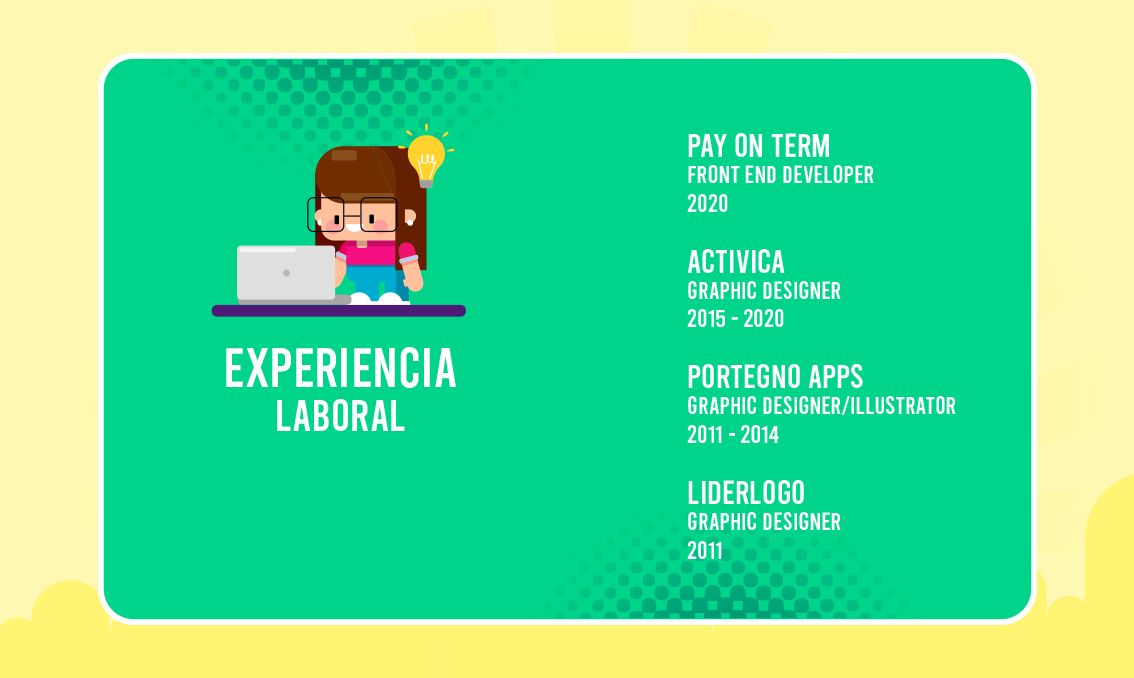 EXPERIENCIA
LABORAL
PAY ON TERM
FRONT END DEVELOPER
2020
ACTIVICA
GRAPHIC DESIGNER
2015 - 2020
PORTEGNO APPS
GRAPHIC DESIGNER/ILLUSTRATOR
2011 - 2014
LIDERLOGO
GRAPHIC DESIGNER
2011